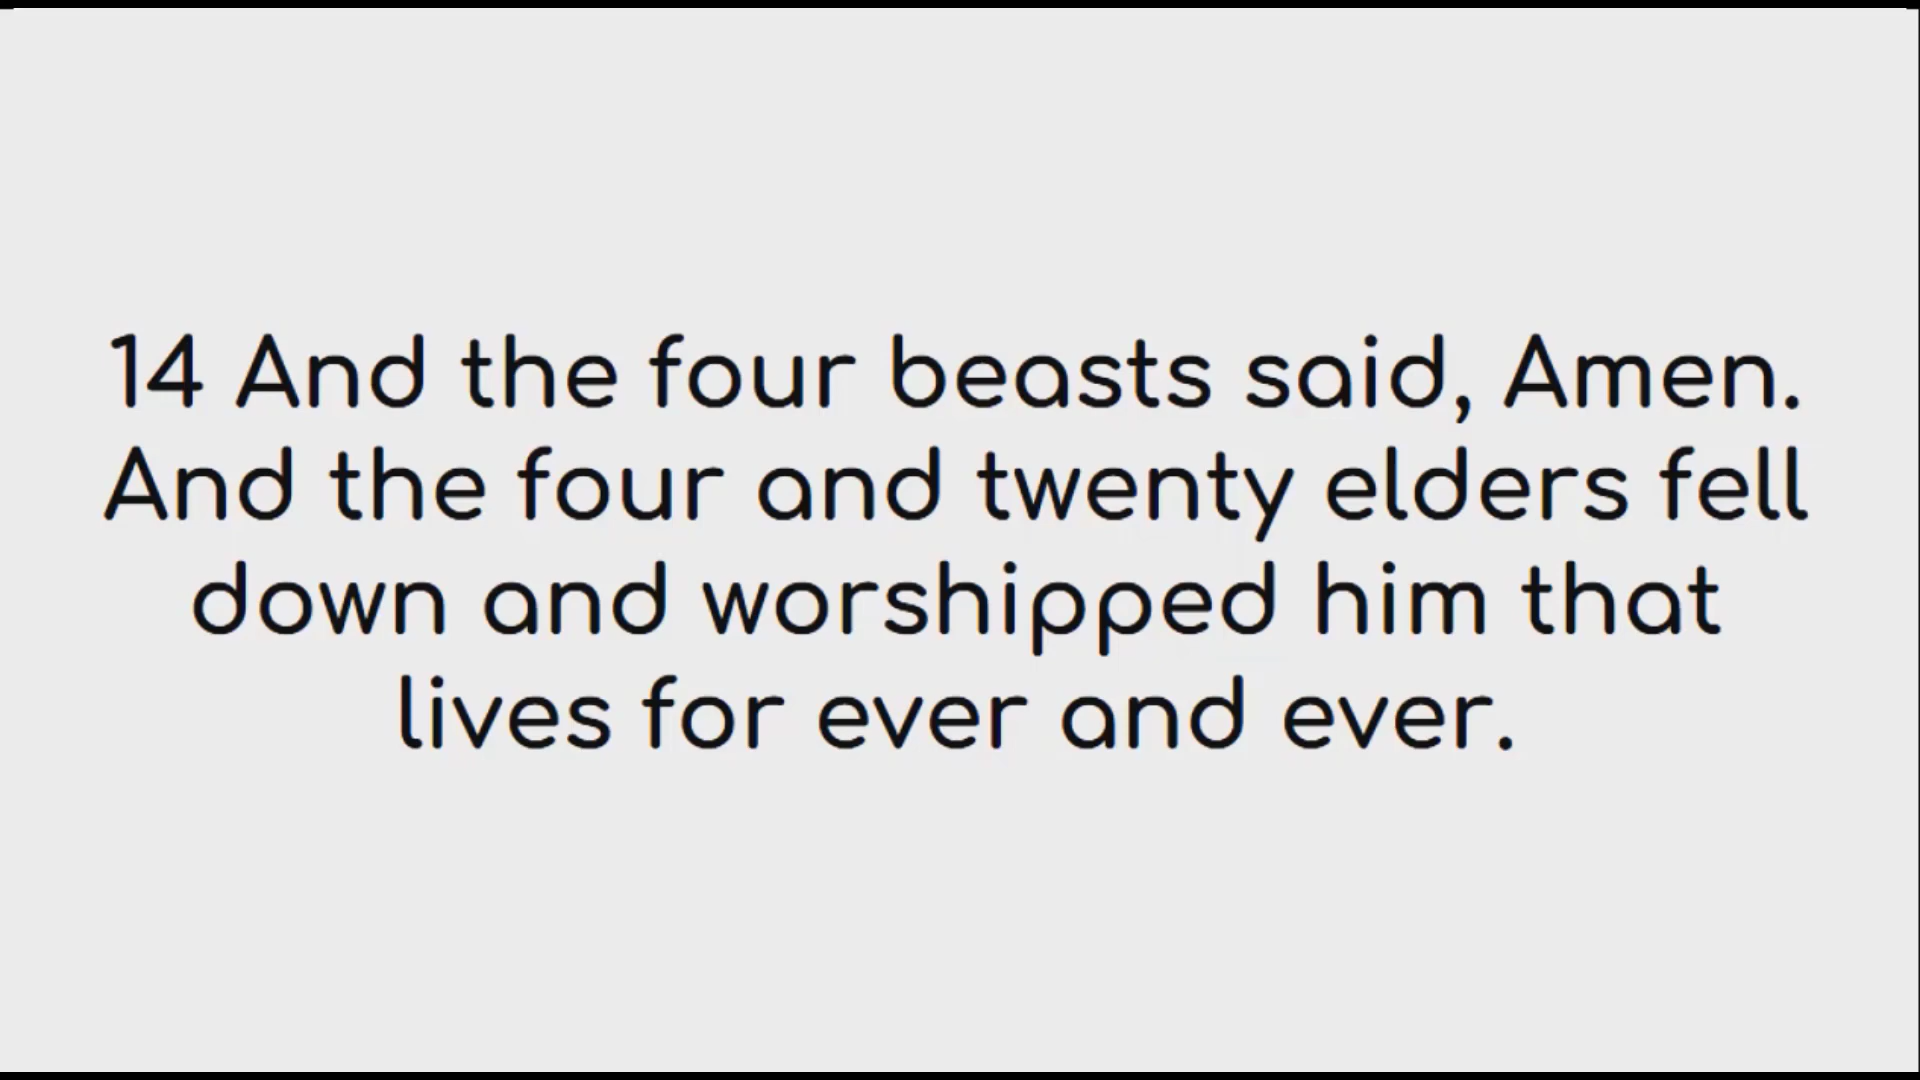 14 And the four beasts said, Amen.
And the four and twenty elders fell
down and worshipped him that
lives for ever and ever.